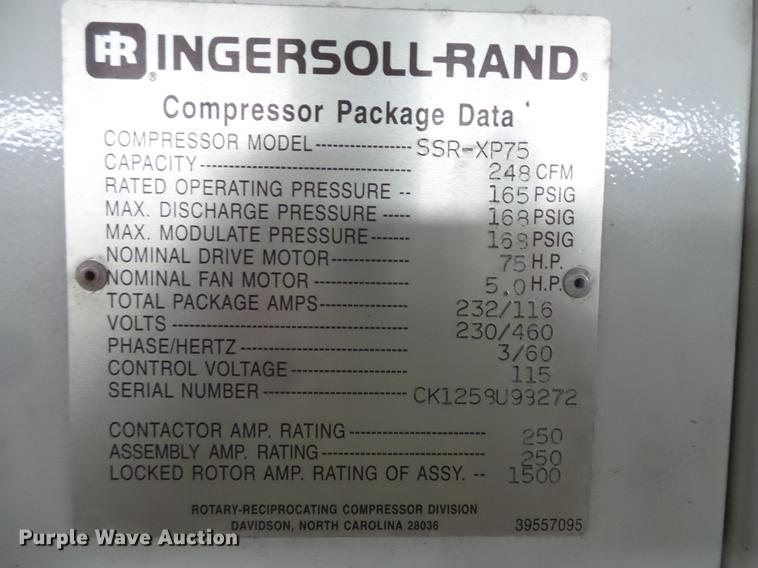 IR INGERSOLL-RAND®
Compressor Package Data
COMPRESSOR MODEL ---------------- SSR-XP75
CAPACITY ----------------------------------- 248 CFM
RATED OPERATING PRESSURE -- 165 PSIG
MAX. DISCHARGE PRESSURE ----- 168 PSIG
MAX. MODULATE PRESSURE ------ 168 PSIG
NOMINAL DRIVE MOTOR ------------- 75 H.P.
NOMINAL FAN MOTOR --------------- 5.0 H.P.
TOTAL PACKAGE AMPS -------------- 232/116
VOLTS --------------------------------------- 230/460
PHASE/HERTZ ---------------------------- 3/60
CONTROL VOLTAGE ------------------ 115
SERIAL NUMBER ------------------------ CK1258U98272
CONTACTOR AMP. RATING ----------------------- 250
ASSEMBLY AMP. RATING -------------------------- 250
LOCKED ROTOR AMP. RATING OF ASSY. -- 1500
ROTARY-RECIPROCATING COMPRESSOR DIVISION
DAVIDSON, NORTH CAROLINA 28036 39557095
Purple Wave Auction